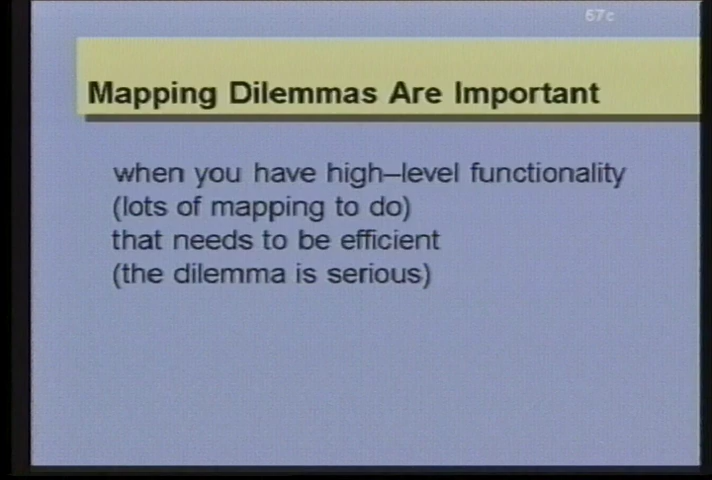 67c
Mapping Dilemmas Are Important
when you have high–level functionality
(lots of mapping to do)
that needs to be efficient
(the dilemma is serious)